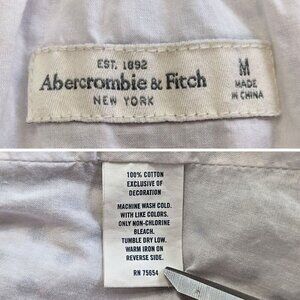 EST. 1892
Abercrombie & Fitch
NEW YORK
M
MADE
IN CHINA
100% COTTON
EXCLUSIVE OF
DECORATION
MACHINE WASH COLD.
WITH LIKE COLORS.
ONLY NON-CHLORINE
BLEACH.
TUMBLE DRY LOW.
WARM IRON ON
REVERSE SIDE.
RN 75654